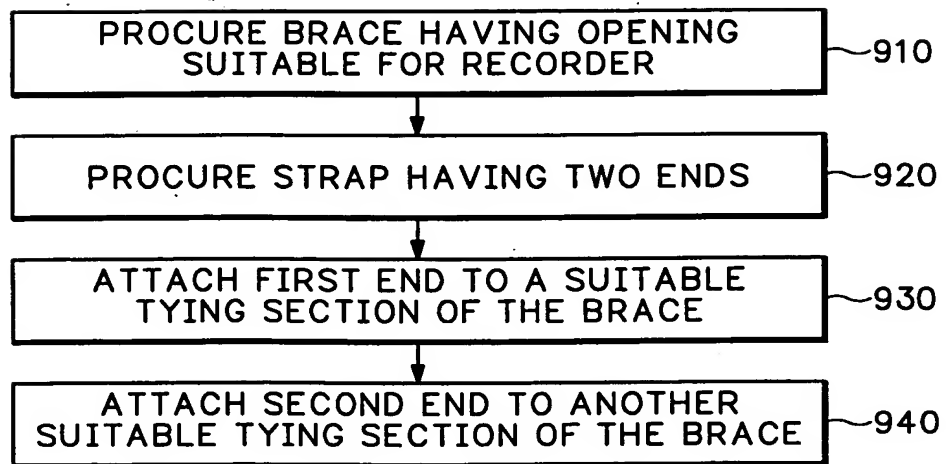 PROCURE BRACE HAVING OPENING
SUITABLE FOR RECORDER
910
PROCURE STRAP HAVING TWO ENDS
920
ATTACH FIRST END TO A SUITABLE
TYING SECTION OF THE BRACE
930
ATTACH SECOND END TO ANOTHER
SUITABLE TYING SECTION OF THE BRACE
940